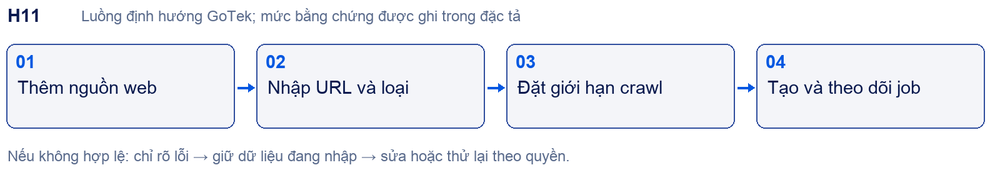 H11 Luồng định hướng GoTek; mức bằng chứng được ghi trong đặc tả
01
Thêm nguồn web
02
Nhập URL và loại
03
Đặt giới hạn crawl
04
Tạo và theo dõi job
Nếu không hợp lệ: chỉ rõ lỗi → giữ dữ liệu đang nhập → sửa hoặc thử lại theo quyền.